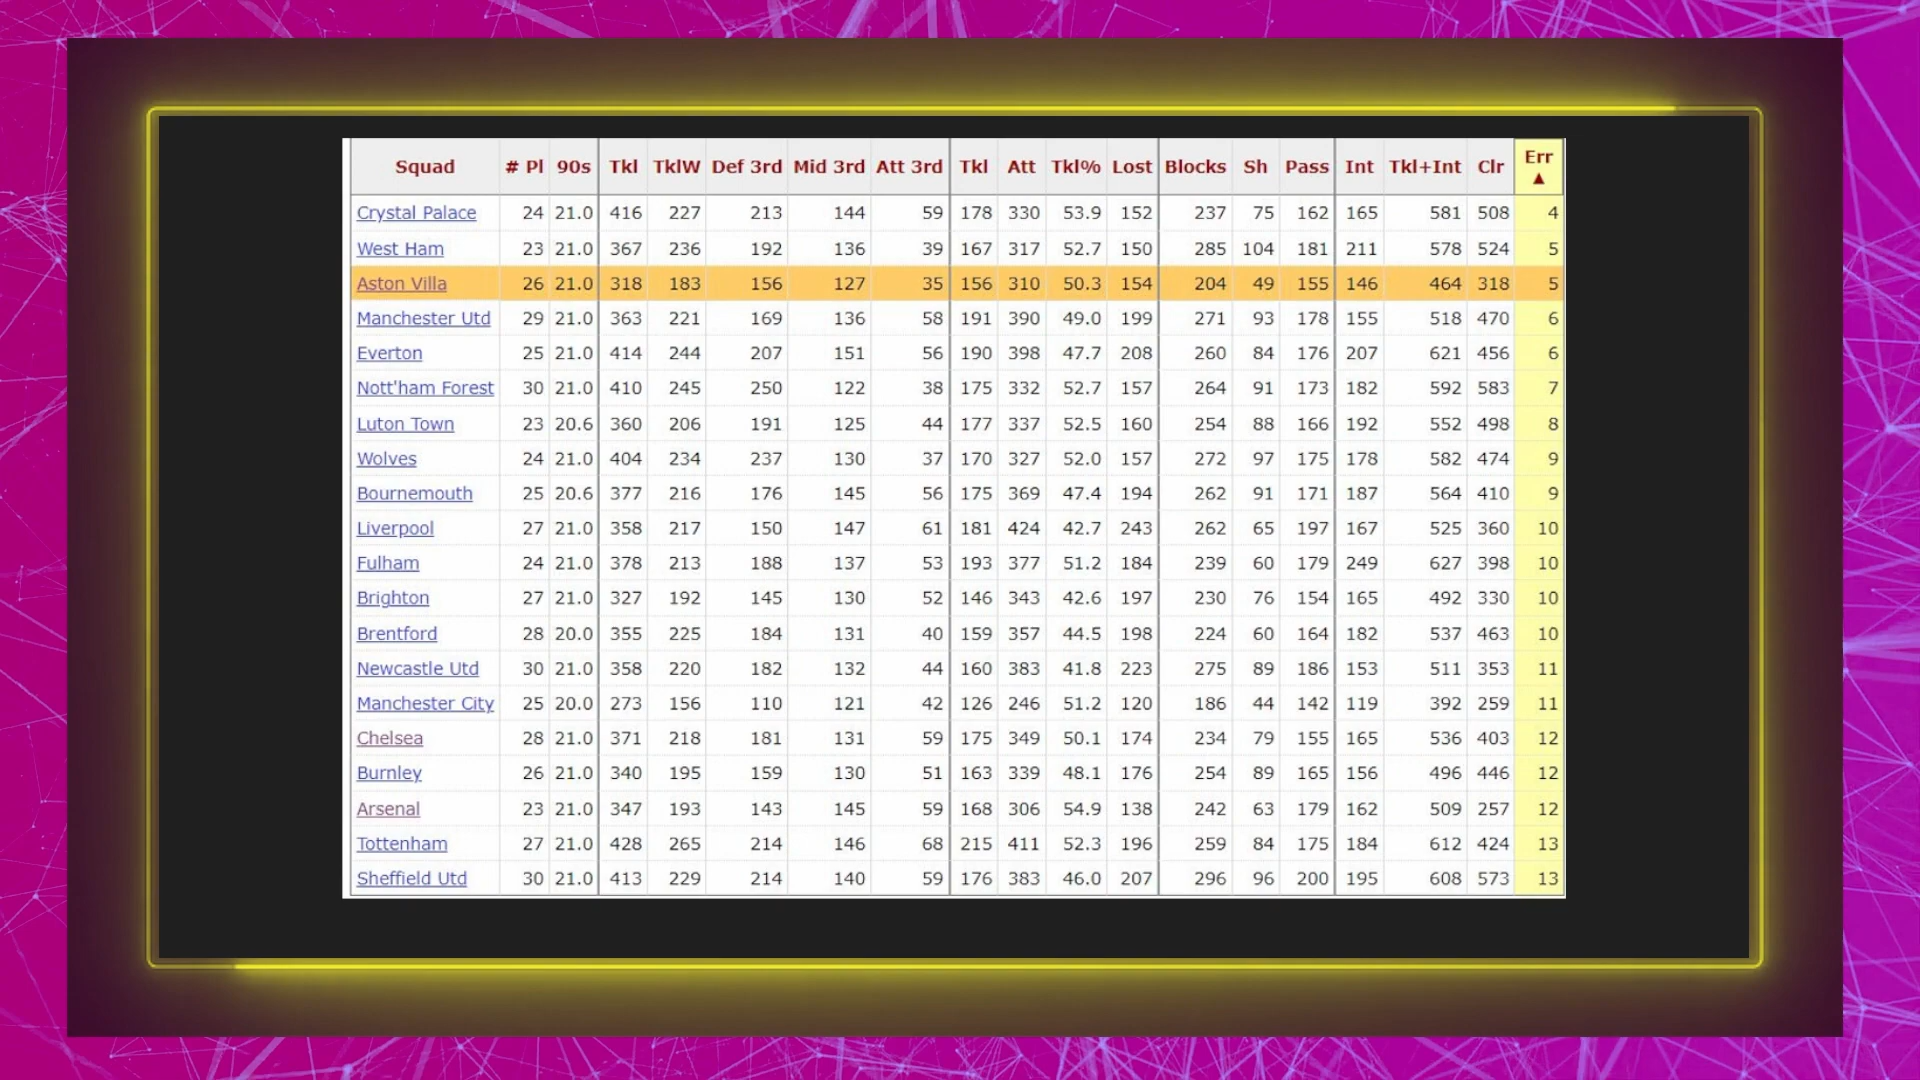 Squad # Pl 90s Tkl TklW Def 3rd Mid 3rd Att 3rd Tkl Att Tkl% Lost Blocks Sh Pass Int Tkl+Int Clr Err ▲
Crystal Palace 24 21.0 416 227 213 144 59 178 330 53.9 152 237 75 162 165 581 508 4
West Ham 23 21.0 367 236 192 136 39 167 317 52.7 150 285 104 181 211 578 524 5
Aston Villa 26 21.0 318 183 156 127 35 156 310 50.3 154 204 49 155 146 464 318 5
Manchester Utd 29 21.0 363 221 169 136 58 191 390 49.0 199 271 93 178 155 518 470 6
Everton 25 21.0 414 244 207 151 56 190 398 47.7 208 260 84 176 207 621 456 6
Nott'ham Forest 30 21.0 410 245 250 122 38 175 332 52.7 157 264 91 173 182 592 583 7
Luton Town 23 20.6 360 206 191 125 44 177 337 52.5 160 254 88 166 192 552 498 8
Wolves 24 21.0 404 234 237 130 37 170 327 52.0 157 272 97 175 178 582 474 9
Bournemouth 25 20.6 377 216 176 145 56 175 369 47.4 194 262 91 171 187 564 410 9
Liverpool 27 21.0 358 217 150 147 61 181 424 42.7 243 262 65 197 167 525 360 10
Fulham 24 21.0 378 213 188 137 53 193 377 51.2 184 239 60 179 249 627 398 10
Brighton 27 21.0 327 192 145 130 52 146 343 42.6 197 230 76 154 165 492 330 10
Brentford 28 20.0 355 225 184 131 40 159 357 44.5 198 224 60 164 182 537 463 10
Newcastle Utd 30 21.0 358 220 182 132 44 160 383 41.8 223 275 89 186 153 511 353 11
Manchester City 25 20.0 273 156 110 121 42 126 246 51.2 120 186 44 142 119 392 259 11
Chelsea 28 21.0 371 218 181 131 59 175 349 50.1 174 234 79 155 165 536 403 12
Burnley 26 21.0 340 195 159 130 51 163 339 48.1 176 254 89 165 156 496 446 12
Arsenal 23 21.0 347 193 143 145 59 168 306 54.9 138 242 63 179 162 509 257 12
Tottenham 27 21.0 428 265 214 146 68 215 411 52.3 196 259 84 175 184 612 424 13
Sheffield Utd 30 21.0 413 229 214 140 59 176 383 46.0 207 296 96 200 195 608 573 13